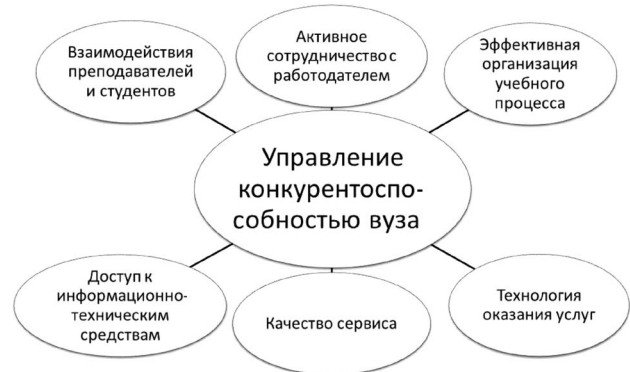 Взаимодействия
преподавателей
и студентов
Активное
сотрудничество с
работодателем
Эффективная
организация
учебного
процесса
Управление
конкурентоспо-
собностью вуза
Доступ к
информационно-
техническим
средствам
Качество сервиса
Технология
оказания услуг